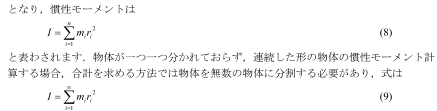 となり，慣性モーメントは
I = \sum_{i=1}^{n} m_i r_i^2 (8)
と表わされます．物体が一つ一つ分かれておらず，連続した形の物体の慣性モーメント計
算する場合，合計を求める方法では物体を無数の物体に分割する必要があり，式は
I = \sum_{i=1}^{∞} m_i r_i^2 (9)